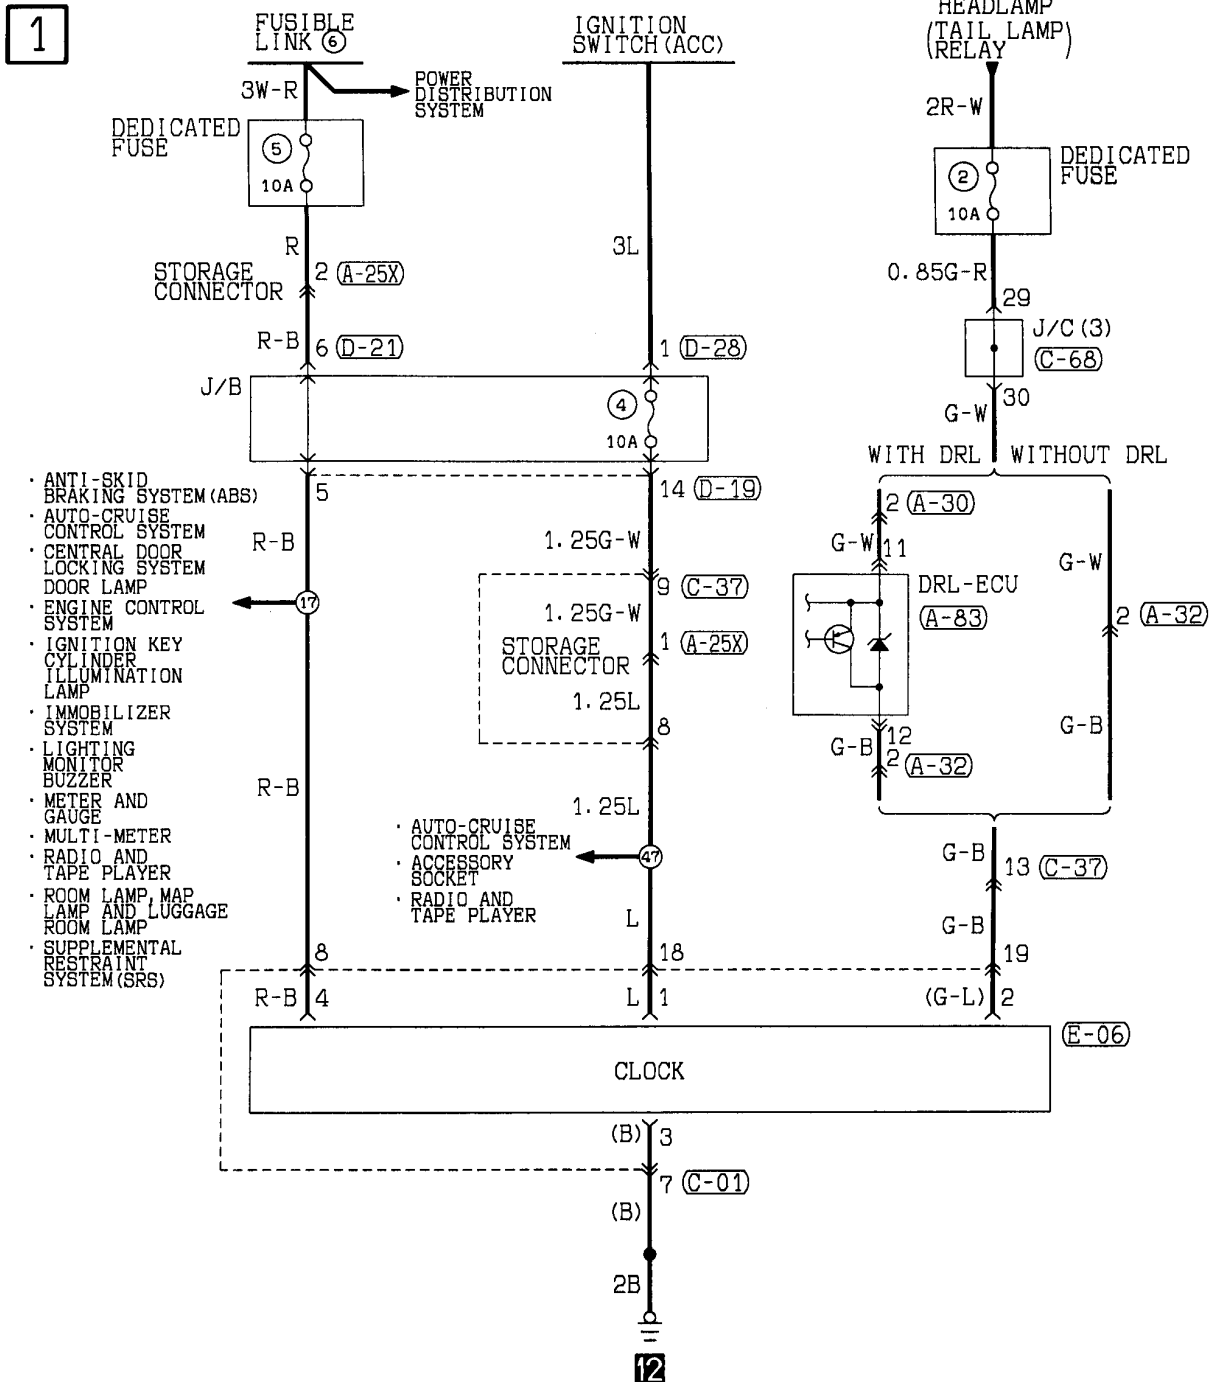 1
FUSIBLE
LINK ⑥
IGNITION
SWITCH(ACC)
HEADLAMP
(TAIL LAMP)
(RELAY
3W-R
POWER
DISTRIBUTION
SYSTEM
2R-W
DEDICATED
FUSE
⑤
10A
DEDICATED
FUSE
②
10A
R
3L
0.85G-R
STORAGE
CONNECTOR
2 (A-25X)
29
J/C(3)
(C-68)
R-B
6 (D-21)
1 (D-28)
30
G-W
J/B
④
10A
WITH DRL
WITHOUT DRL
5
14 (D-19)
2 (A-30)
· ANTI-SKID
BRAKING SYSTEM(ABS)
· AUTO-CRUISE
CONTROL SYSTEM
· CENTRAL DOOR
LOCKING SYSTEM
DOOR LAMP
· ENGINE CONTROL
SYSTEM
· IGNITION KEY
CYLINDER
ILLUMINATION
LAMP
· IMMOBILIZER
SYSTEM
· LIGHTING
MONITOR
BUZZER
· METER AND
GAUGE
· MULTI-METER
· RADIO AND
TAPE PLAYER
· ROOM LAMP,MAP
LAMP AND LUGGAGE
ROOM LAMP
· SUPPLEMENTAL
RESTRAINT
SYSTEM(SRS)
R-B
17
R-B
1.25G-W
9 (C-37)
1.25G-W
STORAGE
CONNECTOR
1 (A-25X)
1.25L
8
1.25L
· AUTO-CRUISE
CONTROL SYSTEM
· ACCESSORY
SOCKET
· RADIO AND
TAPE PLAYER
47
L
G-W
11
DRL-ECU
(A-83)
12
G-B
2 (A-32)
G-W
2 (A-32)
G-B
G-B
13 (C-37)
G-B
8
18
19
R-B
4
L
1
(G-L)
2
(E-06)
CLOCK
(B)
3
7 (C-01)
(B)
2B
12